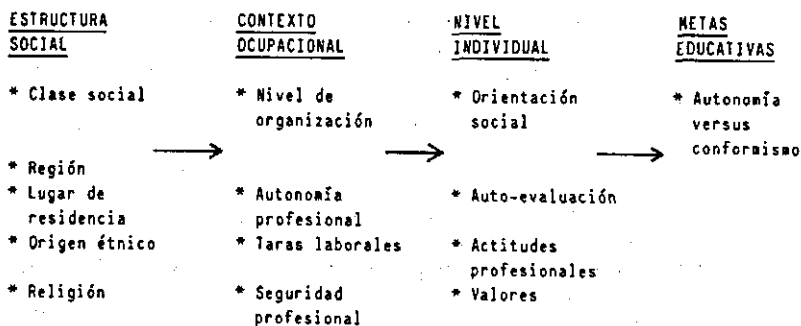 ESTRUCTURA
SOCIAL
* Clase social
* Región
* Lugar de
residencia
* Origen étnico
* Religión
CONTEXTO
OCUPACIONAL
* Nivel de
organización
* Autonomía
profesional
* Taras laborales
* Seguridad
profesional
NIVEL
INDIVIDUAL
* Orientación
social
* Auto-evaluación
* Actitudes
profesionales
* Valores
METAS
EDUCATIVAS
* Autonomía
versus
conformismo